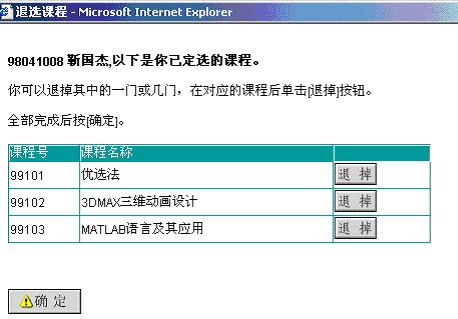 退选课程 - Microsoft Internet Explorer
98041008 靳国杰,以下是你已定选的课程。
你可以退掉其中的一门或几门，在对应的课程后单击[退掉]按钮。
全部完成后按[确定]。
课程号 课程名称
99101 优选法 退 掉
99102 3DMAX三维动画设计 退 掉
99103 MATLAB语言及其应用 退 掉
确 定